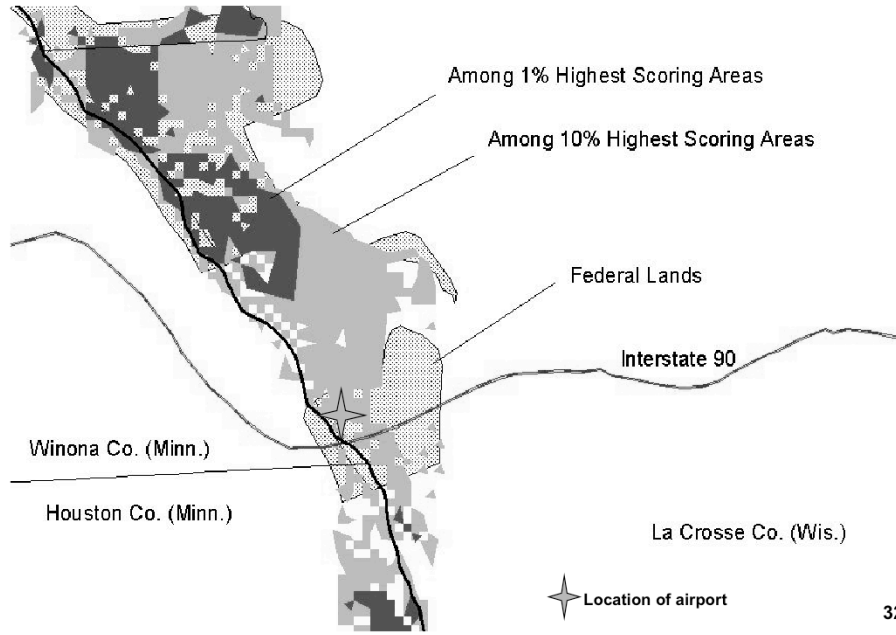 Among 1% Highest Scoring Areas
Among 10% Highest Scoring Areas
Federal Lands
Interstate 90
Winona Co. (Minn.)
Houston Co. (Minn.)
La Crosse Co. (Wis.)
Location of airport
32